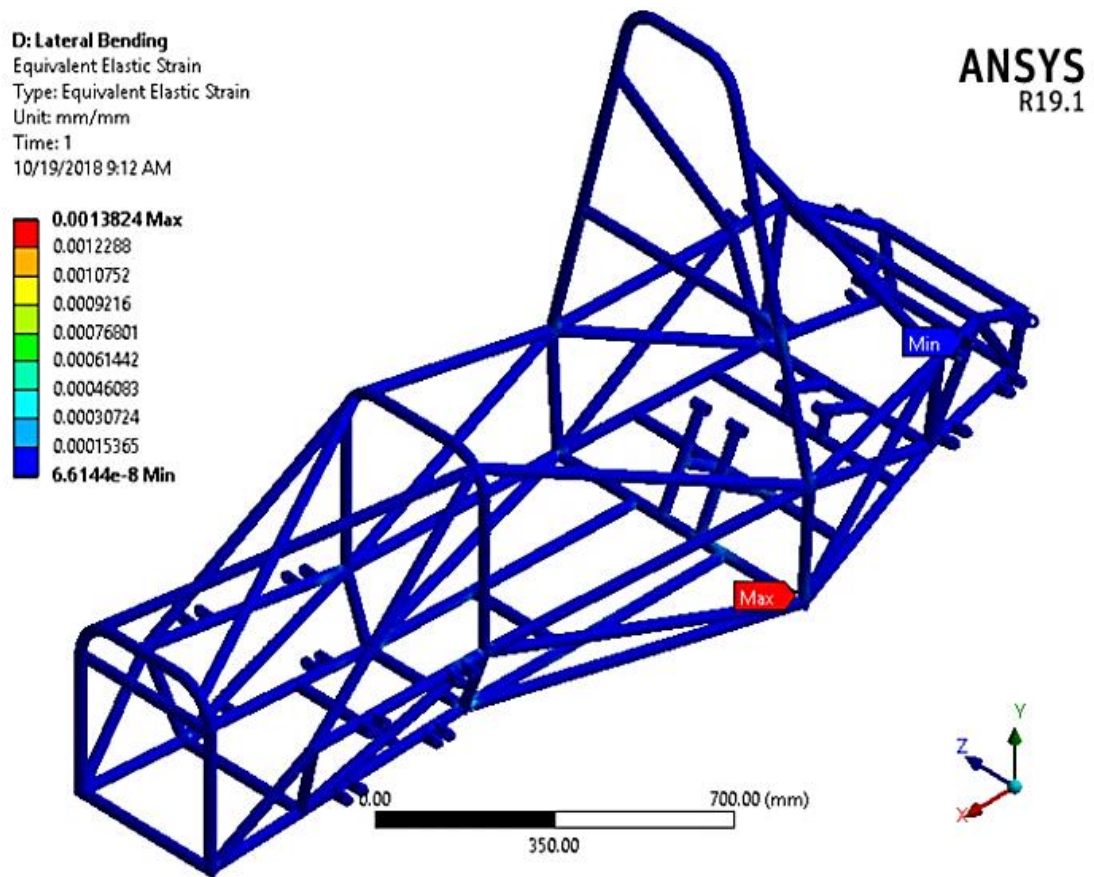 D: Lateral Bending
Equivalent Elastic Strain
Type: Equivalent Elastic Strain
Unit: mm/mm
Time: 1
10/19/2018 9:12 AM
ANSYS
R19.1
0.0013824 Max
0.0012288
0.0010752
0.0009216
0.00076801
0.00061442
0.00046083
0.00030724
0.00015365
6.6144e-8 Min
Min
Max
0.00
700.00 (mm)
350.00
Y
Z
X